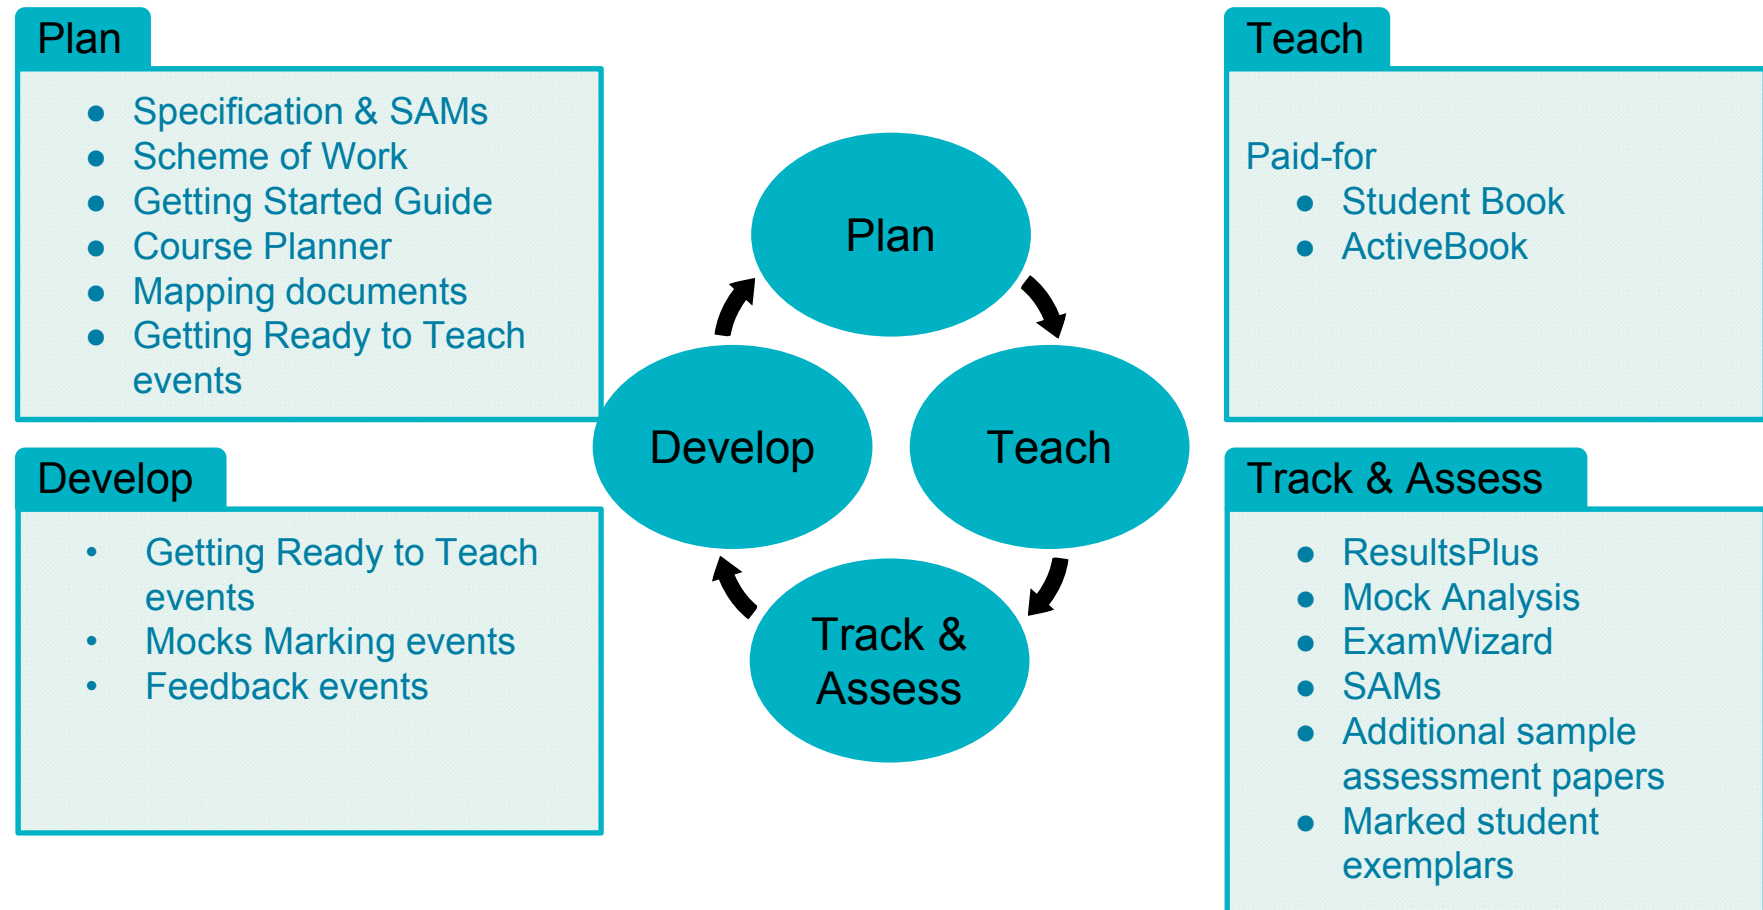 Plan
● Specification & SAMs
● Scheme of Work
● Getting Started Guide
● Course Planner
● Mapping documents
● Getting Ready to Teach
events
Develop
• Getting Ready to Teach
events
• Mocks Marking events
• Feedback events
Plan
Develop
Teach
Track &
Assess
Teach
Paid-for
● Student Book
● ActiveBook
Track & Assess
● ResultsPlus
● Mock Analysis
● ExamWizard
● SAMs
● Additional sample
assessment papers
● Marked student
exemplars